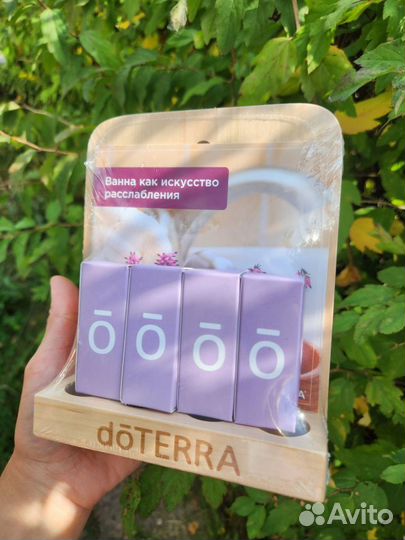 Ванна как искусство
расслабления
ō ō ō ō
dōTERRA
Avito